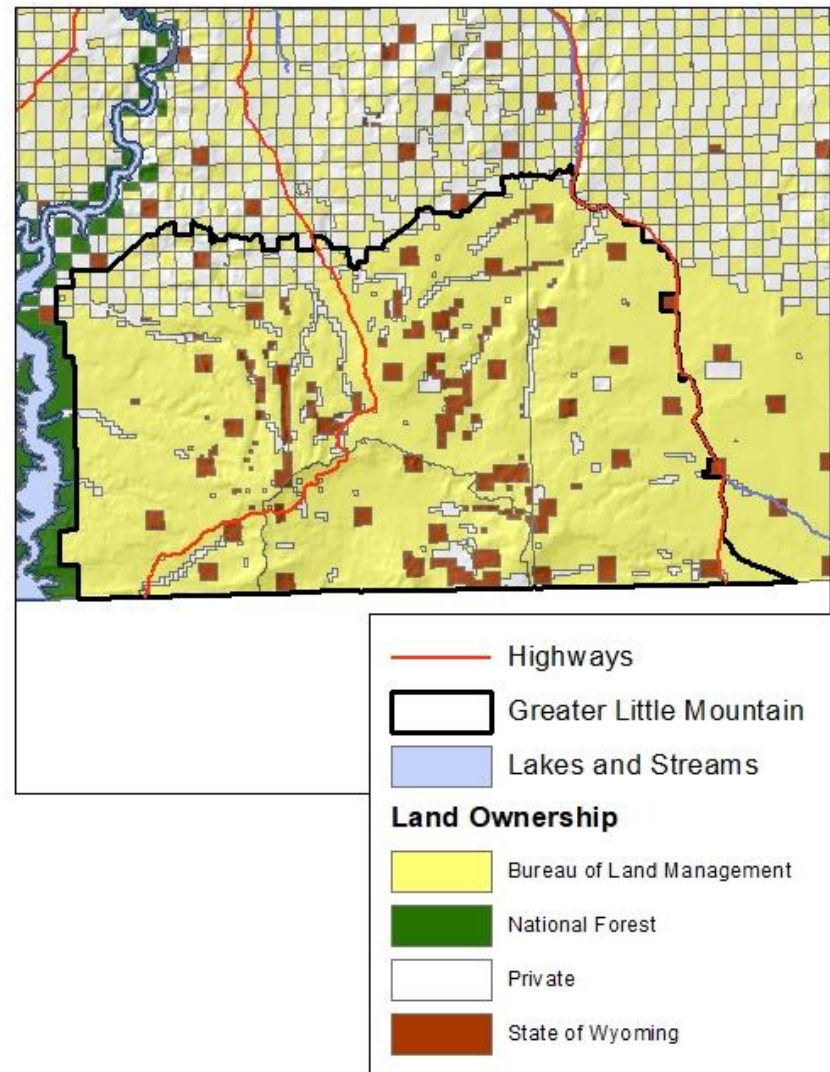 Highways
Greater Little Mountain
Lakes and Streams
Land Ownership
Bureau of Land Management
National Forest
Private
State of Wyoming